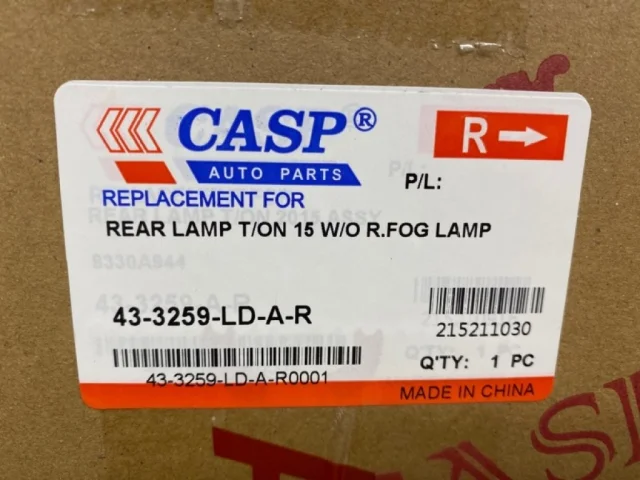 CASP®
R
AUTO PARTS
P/L:
REPLACEMENT FOR
REAR LAMP T/ON 15 W/O R.FOG LAMP
8330A944
43-3259-LD-A-R
215211030
43-3259-LD-A-R0001
Q'TY: 1 PC
MADE IN CHINA